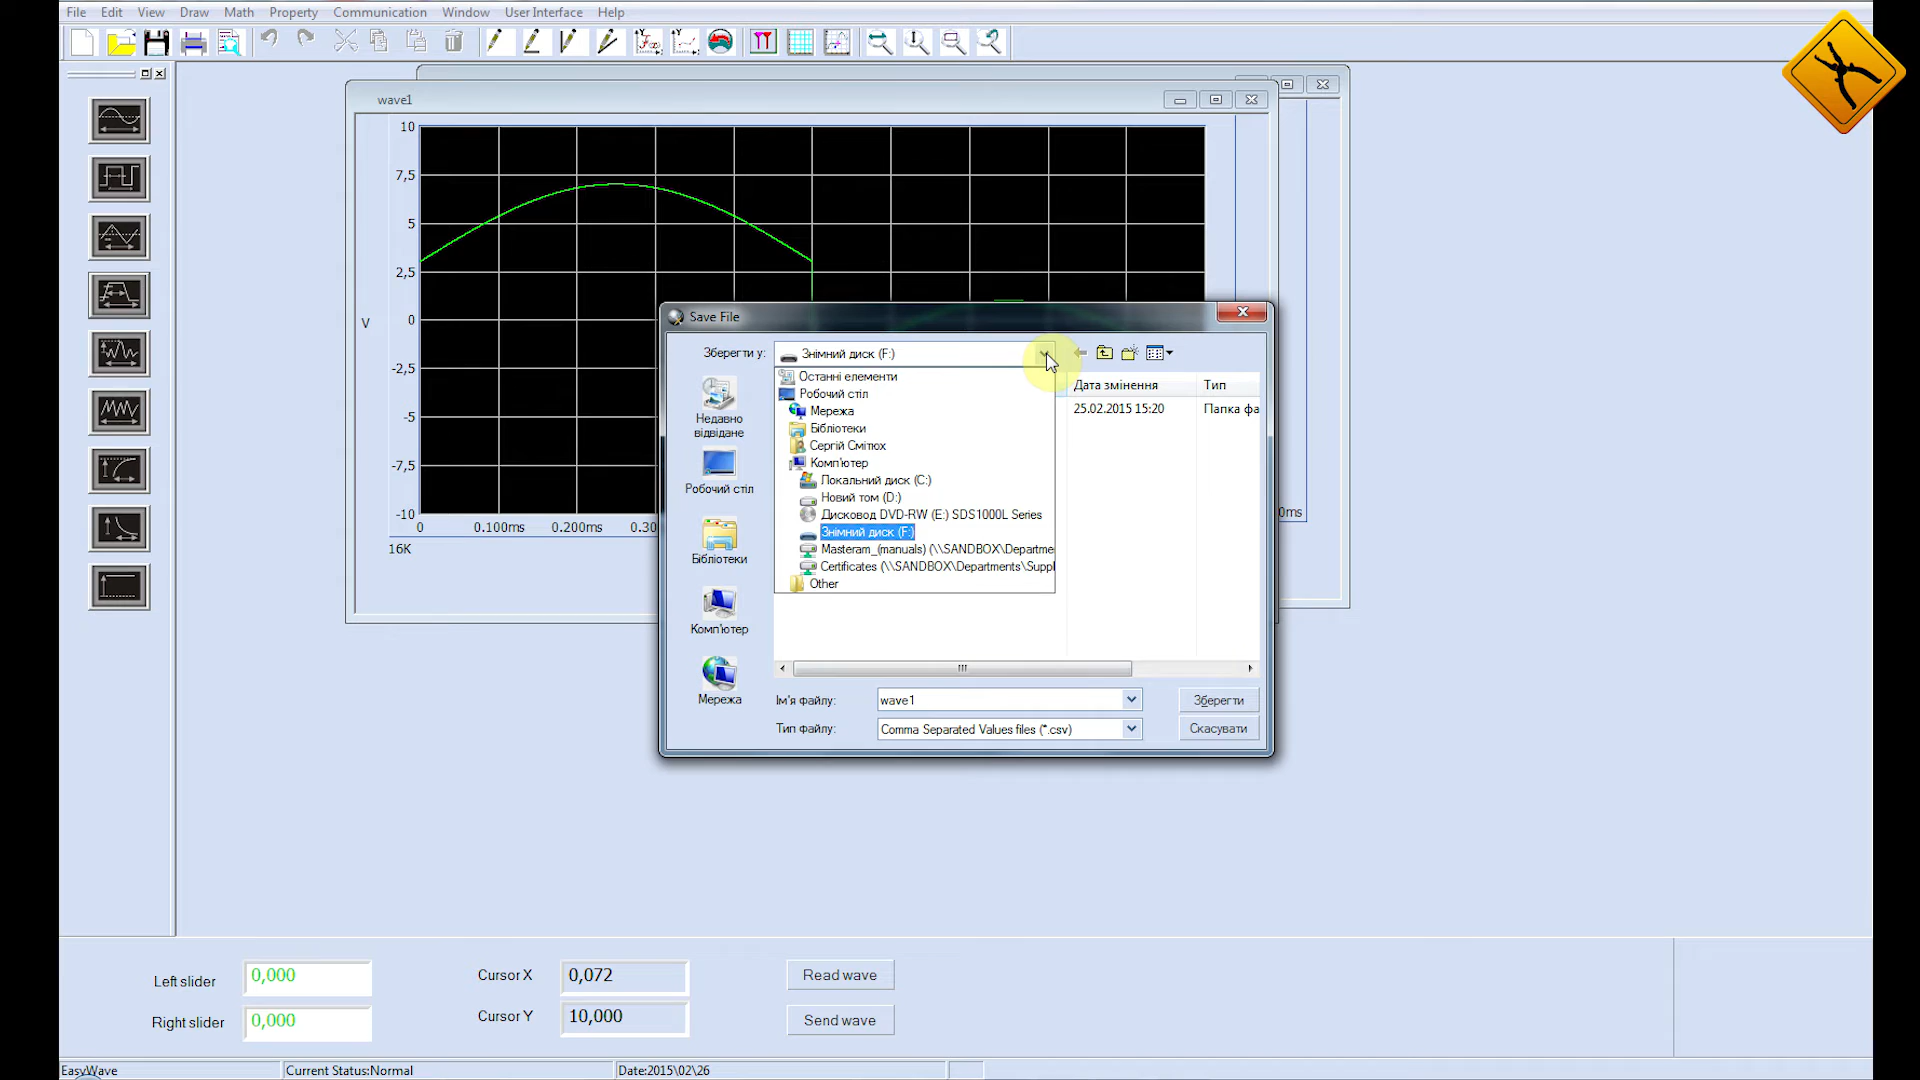 File Edit View Draw Math Property Communication Window User Interface Help
wave1
10
7,5
5
2,5
V
0
-2,5
-5
-7,5
-10
0 0.100ms 0.200ms 0.30
0ms
16K
Save File
Зберегти у:
Знімний диск (F:)
Останні елементи
Робочий стіл
Мережа
Бібліотеки
Сергій Смітюх
Комп'ютер
Локальний диск (C:)
Новий том (D:)
Дисковод DVD-RW (E:) SDS1000L Series
Знімний диск (F:)
Masteram_(manuals) (\\SANDBOX\Departme
Certificates (\\SANDBOX\Departments\Suppl
Other
Дата змінення Тип
25.02.2015 15:20 Папка фа
Недавно
відвідане
Робочий стіл
Бібліотеки
Комп'ютер
Мережа
Ім'я файлу: wave1 Зберегти
Тип файлу: Comma Separated Values files (*.csv) Скасувати
Left slider 0,000 Cursor X 0,072 Read wave
Right slider 0,000 Cursor Y 10,000 Send wave
EasyWave Current Status:Normal Date:2015\02\26